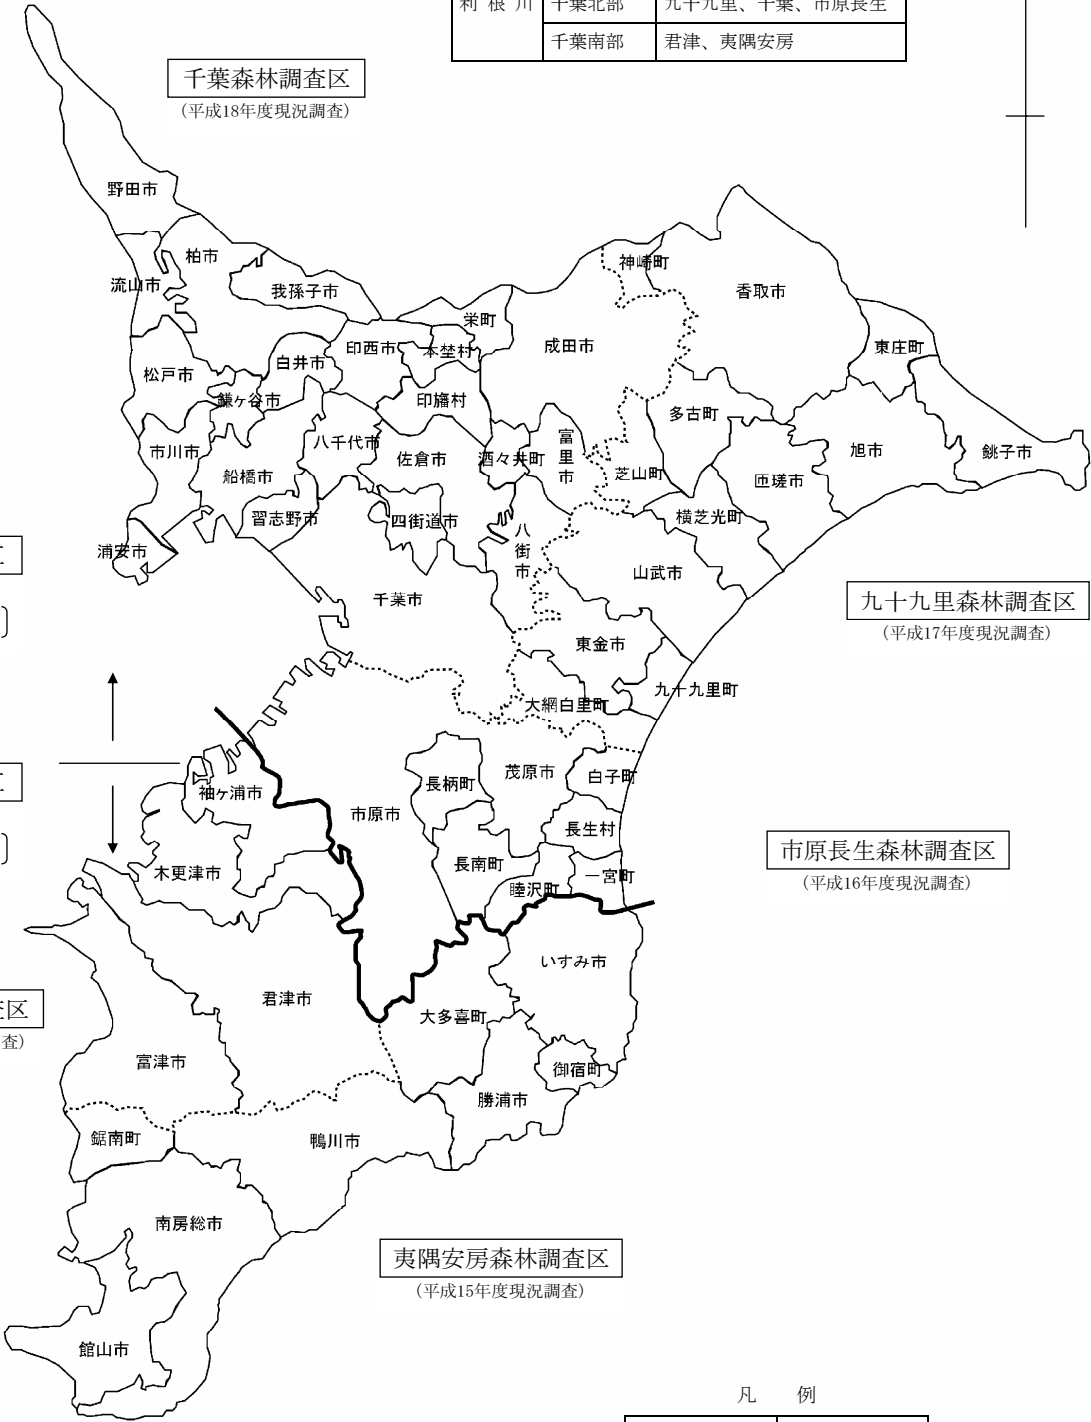 利根川 千葉北部 九十九里、千葉、市原長生
千葉南部 君津、夷隅安房
千葉森林調査区
（平成18年度現況調査）
野田市
柏市
流山市
我孫子市
神崎町
香取市
栄町
印西市
本埜村
成田市
東庄町
白井市
松戸市
鎌ヶ谷市
印旛村
多古町
市川市
八千代市
佐倉市
酒々井町
富里市
芝山町
旭市
銚子市
船橋市
匝瑳市
習志野市
四街道市
横芝光町
八街市
浦安市
山武市
千葉市
九十九里森林調査区
（平成17年度現況調査）
東金市
九十九里町
大網白里町
茂原市
白子町
長柄町
袖ヶ浦市
市原市
長生村
市原長生森林調査区
（平成16年度現況調査）
長南町
木更津市
一宮町
睦沢町
いすみ市
君津市
区
査）
大多喜町
富津市
御宿町
勝浦市
鋸南町
鴨川市
南房総市
夷隅安房森林調査区
（平成15年度現況調査）
館山市
凡例